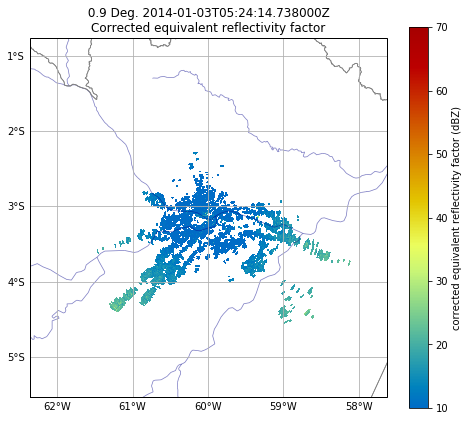 0.9 Deg. 2014-01-03T05:24:14.738000Z
Corrected equivalent reflectivity factor
1°S
2°S
3°S
4°S
5°S
62°W
61°W
60°W
59°W
58°W
70
60
50
40
30
20
10
corrected equivalent reflectivity factor (dBZ)